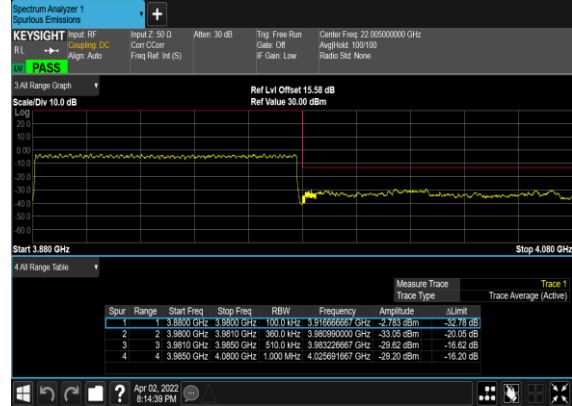 Spectrum Analyzer 1
Spurious Emissions
+
KEYSIGHT Input: RF Input Z: 50 Ω Atten: 30 dB Trig: Free Run Center Freq: 22.005000000 GHz
RL Coupling: DC Corr CCorr Gate: Off Avg|Hold: 100/100
Align: Auto Freq Ref: Int (S) IF Gain: Low Radio Std: None
PASS
3 All Range Graph
Ref Lvl Offset 15.58 dB
Scale/Div 10.0 dB Ref Value 30.00 dBm
Log
20.0
10.0
0.00
-10.0
-20.0
-30.0
-40.0
-50.0
-60.0
Start 3.880 GHz Stop 4.080 GHz
4 All Range Table
Measure Trace Trace 1
Trace Type Trace Average (Active)
Spur Range Start Freq Stop Freq RBW Frequency Amplitude ΔLimit
1 1 3.8800 GHz 3.9800 GHz 100.0 kHz 3.916666667 GHz -2.783 dBm -32.78 dB
2 2 3.9800 GHz 3.9810 GHz 360.0 kHz 3.980990000 GHz -33.05 dBm -20.05 dB
3 3 3.9810 GHz 3.9850 GHz 510.0 kHz 3.983226667 GHz -29.62 dBm -16.62 dB
4 4 3.9850 GHz 4.0800 GHz 1.000 MHz 4.025691667 GHz -29.20 dBm -16.20 dB
? Apr 02, 2022
8:14:39 PM